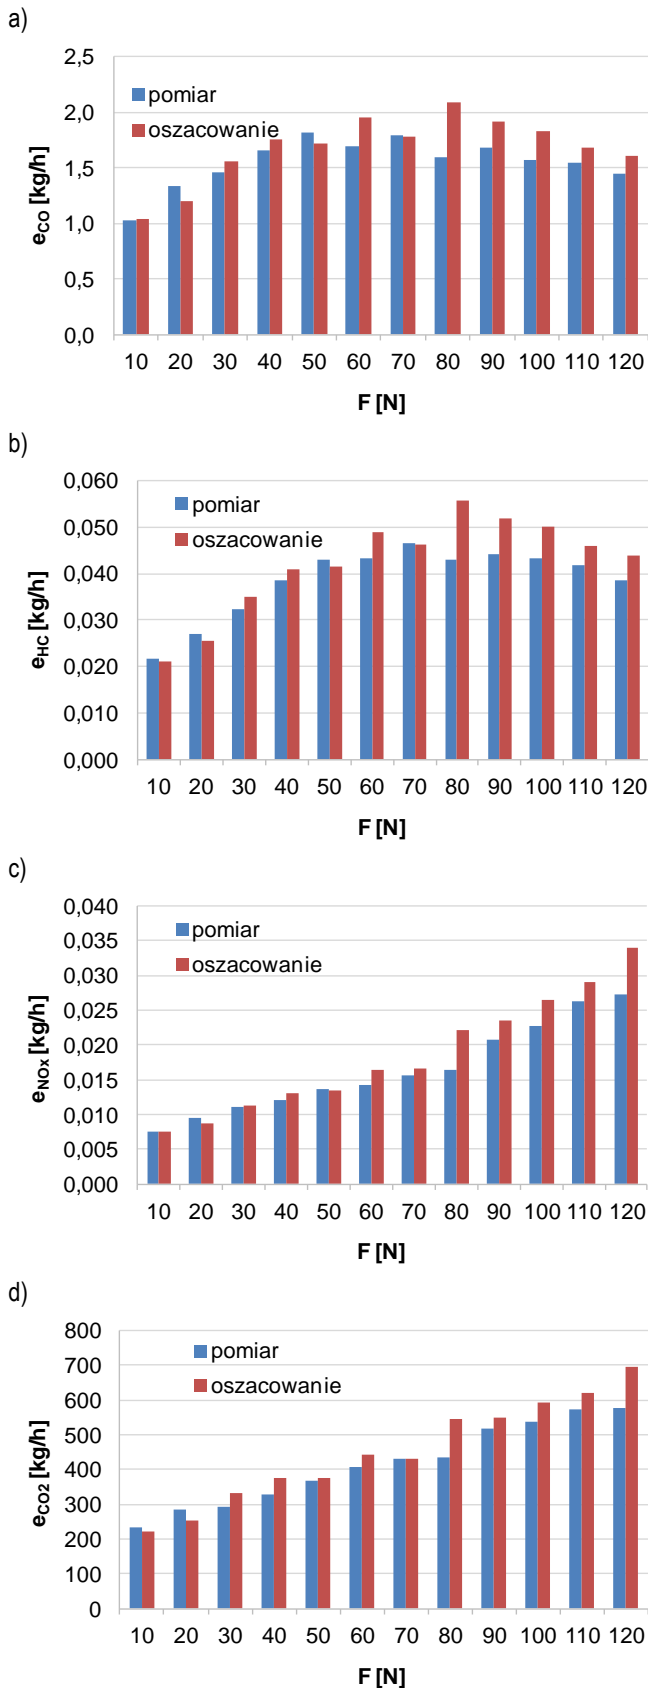 a)
2,5
2,0
1,5
1,0
0,5
0,0
e_CO [kg/h]
pomiar
oszacowanie
10 20 30 40 50 60 70 80 90 100 110 120
F [N]
b)
0,060
0,050
0,040
0,030
0,020
0,010
0,000
e_HC [kg/h]
pomiar
oszacowanie
10 20 30 40 50 60 70 80 90 100 110 120
F [N]
c)
0,040
0,035
0,030
0,025
0,020
0,015
0,010
0,005
0,000
e_NOx [kg/h]
pomiar
oszacowanie
10 20 30 40 50 60 70 80 90 100 110 120
F [N]
d)
800
700
600
500
400
300
200
100
0
e_CO2 [kg/h]
pomiar
oszacowanie
10 20 30 40 50 60 70 80 90 100 110 120
F [N]